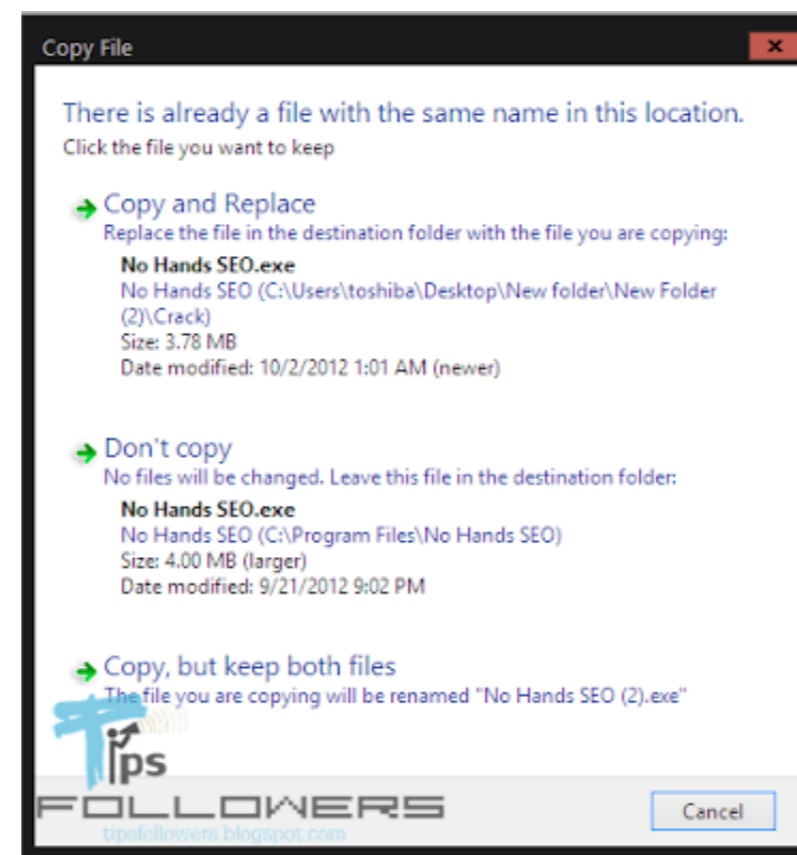 Copy File
There is already a file with the same name in this location.
Click the file you want to keep
Copy and Replace
Replace the file in the destination folder with the file you are copying:
No Hands SEO.exe
No Hands SEO (C:\Users\toshiba\Desktop\New folder\New Folder
(2)\Crack)
Size: 3.78 MB
Date modified: 10/2/2012 1:01 AM (newer)
Don't copy
No files will be changed. Leave this file in the destination folder:
No Hands SEO.exe
No Hands SEO (C:\Program Files\No Hands SEO)
Size: 4.00 MB (larger)
Date modified: 9/21/2012 9:02 PM
Copy, but keep both files
The file you are copying will be renamed "No Hands SEO (2).exe"
Tips
FOLLOWERS
tipsfollowers.blogspot.com
Cancel